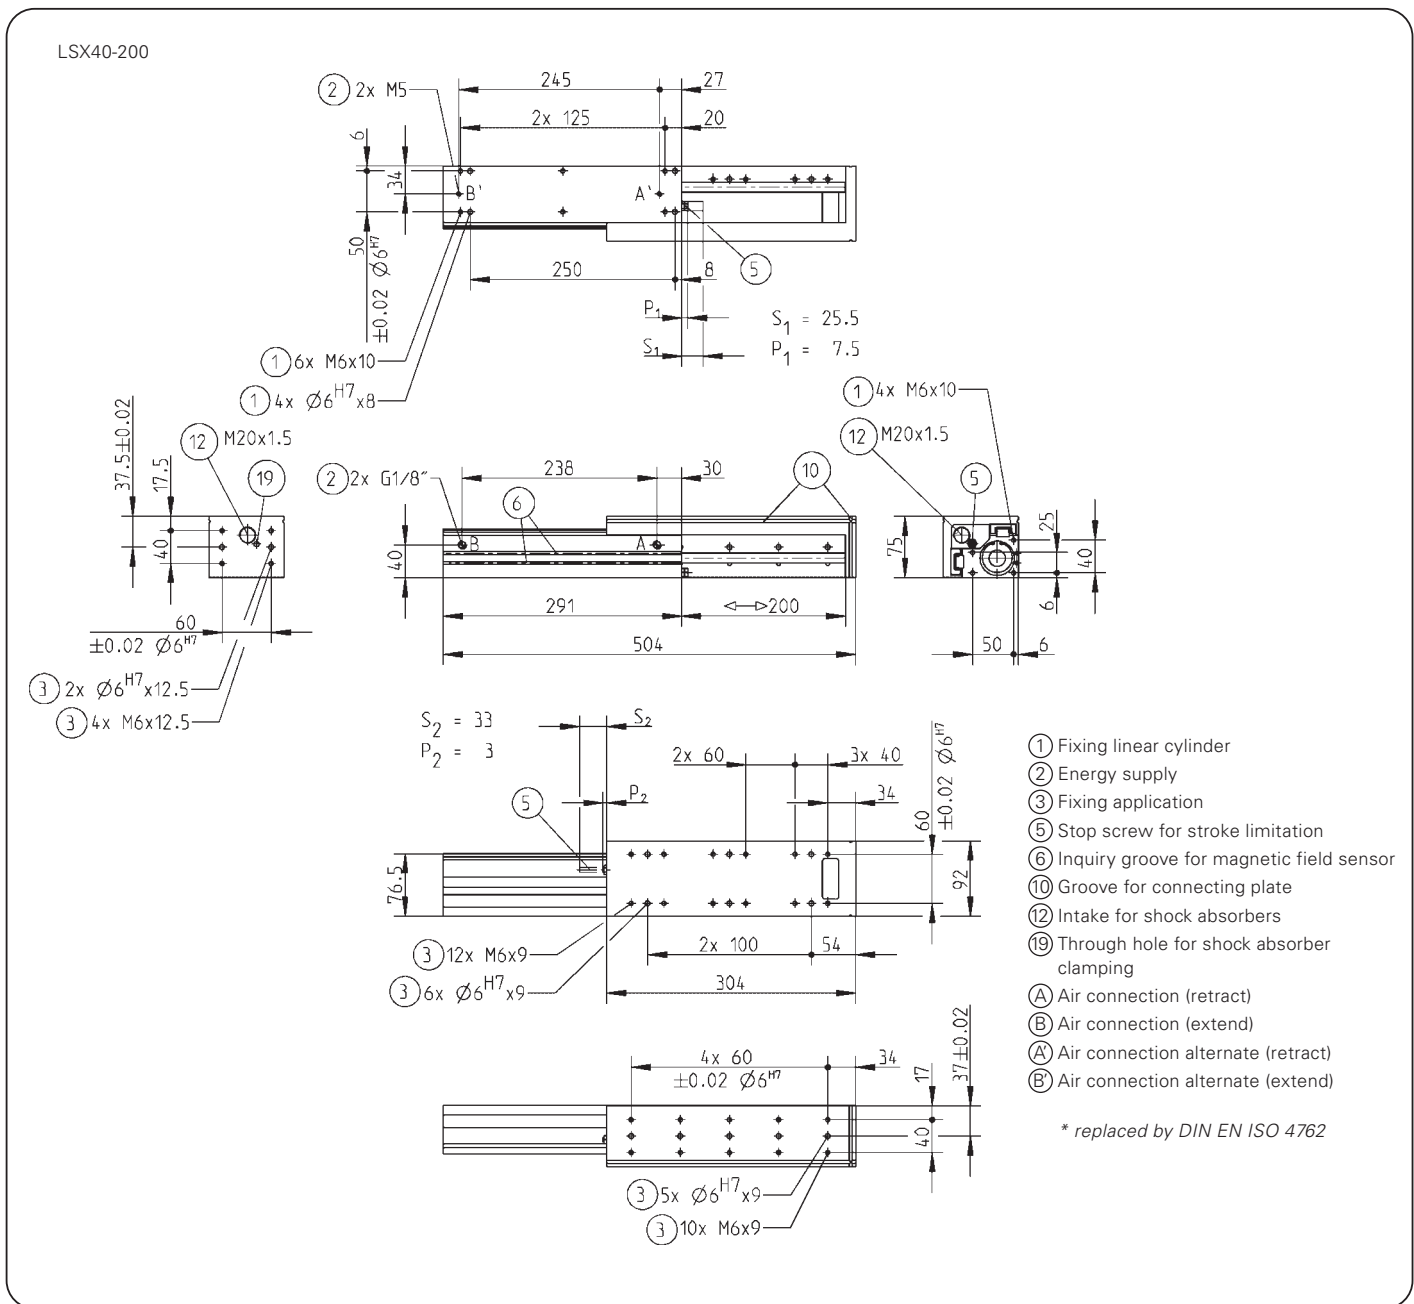 LSX40-200
245
27
② 2x M5
2x 125
20
6
34
B'
A'
50
±0.02 Ø6H7
250
8
⑤
P1
S1
S1 = 25.5
P1 = 7.5
① 6x M6x10
① 4x Ø6H7x8
① 4x M6x10
⑫ M20x1.5
37.5±0.02
17.5
⑫ M20x1.5
⑲
② 2x G1/8"
238
30
⑩
⑤
⑥
B
A
40
40
75
25
40
6
291
200
504
50
6
60
±0.02 Ø6H7
③ 2x Ø6H7x12.5
③ 4x M6x12.5
S2 = 33
P2 = 3
S2
2x 60
3x 40
⑤
P2
34
60
±0.02 Ø6H7
76.5
92
③ 12x M6x9
2x 100
54
③ 6x Ø6H7x9
304
① Fixing linear cylinder
② Energy supply
③ Fixing application
⑤ Stop screw for stroke limitation
⑥ Inquiry groove for magnetic field sensor
⑩ Groove for connecting plate
⑫ Intake for shock absorbers
⑲ Through hole for shock absorber
clamping
Ⓐ Air connection (retract)
Ⓑ Air connection (extend)
A' Air connection alternate (retract)
B' Air connection alternate (extend)
* replaced by DIN EN ISO 4762
4x 60
±0.02 Ø6H7
34
17
37±0.02
40
③ 5x Ø6H7x9
③ 10x M6x9